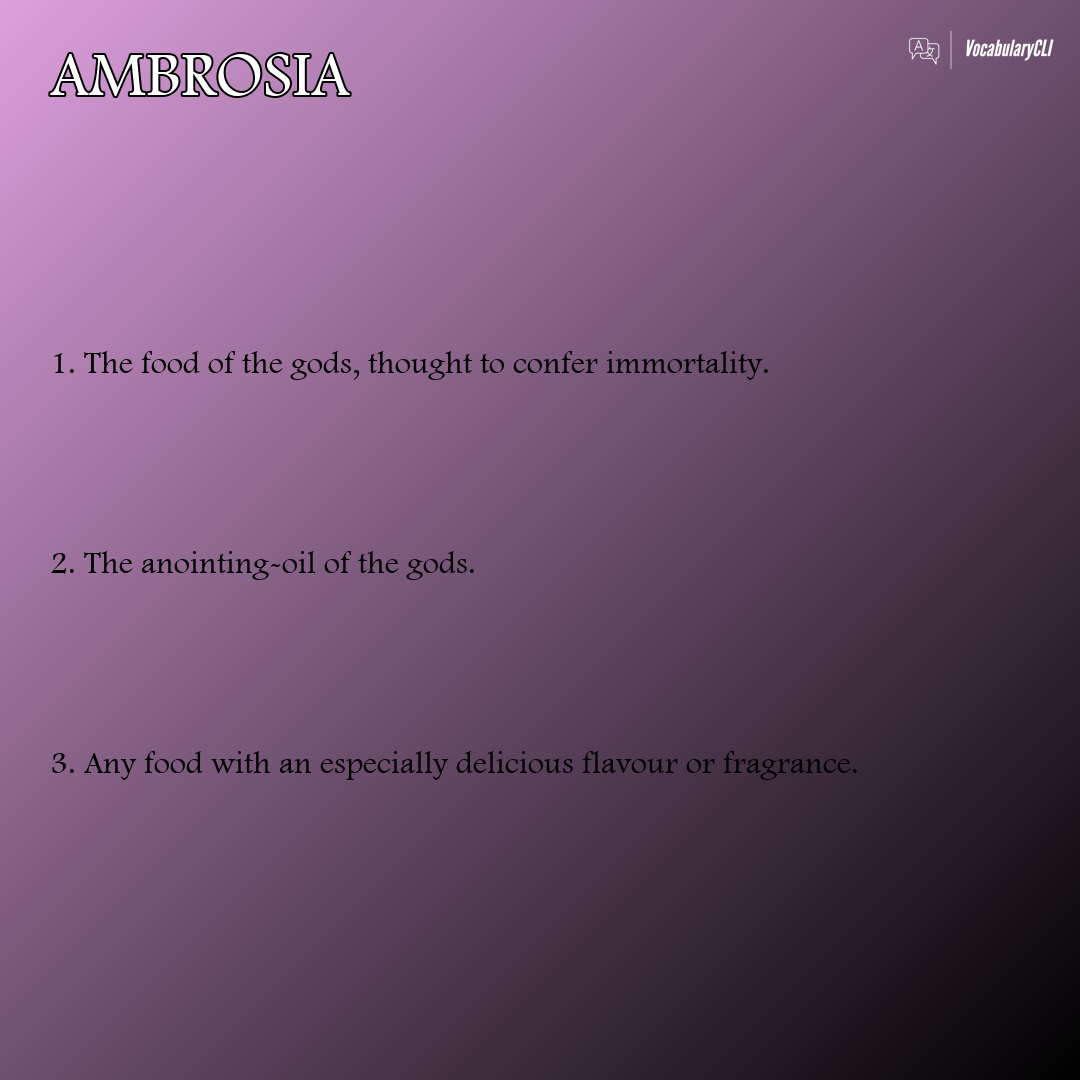 AMBROSIA
VocabularyCLI
1. The food of the gods, thought to confer immortality.
2. The anointing-oil of the gods.
3. Any food with an especially delicious flavour or fragrance.